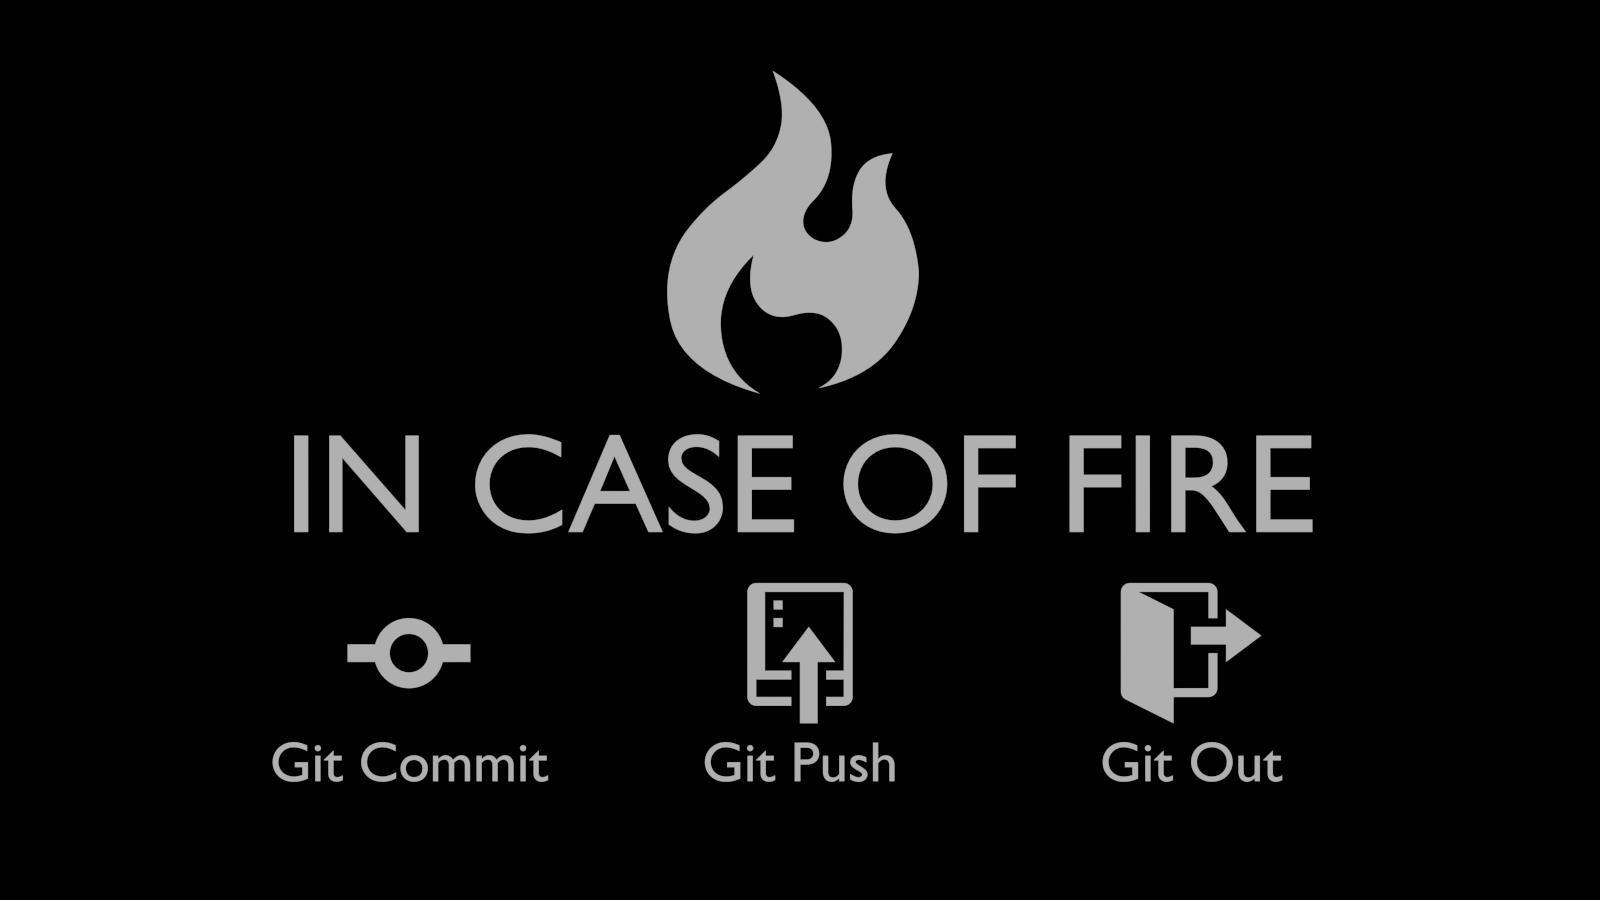 IN CASE OF FIRE
Git Commit
Git Push
Git Out